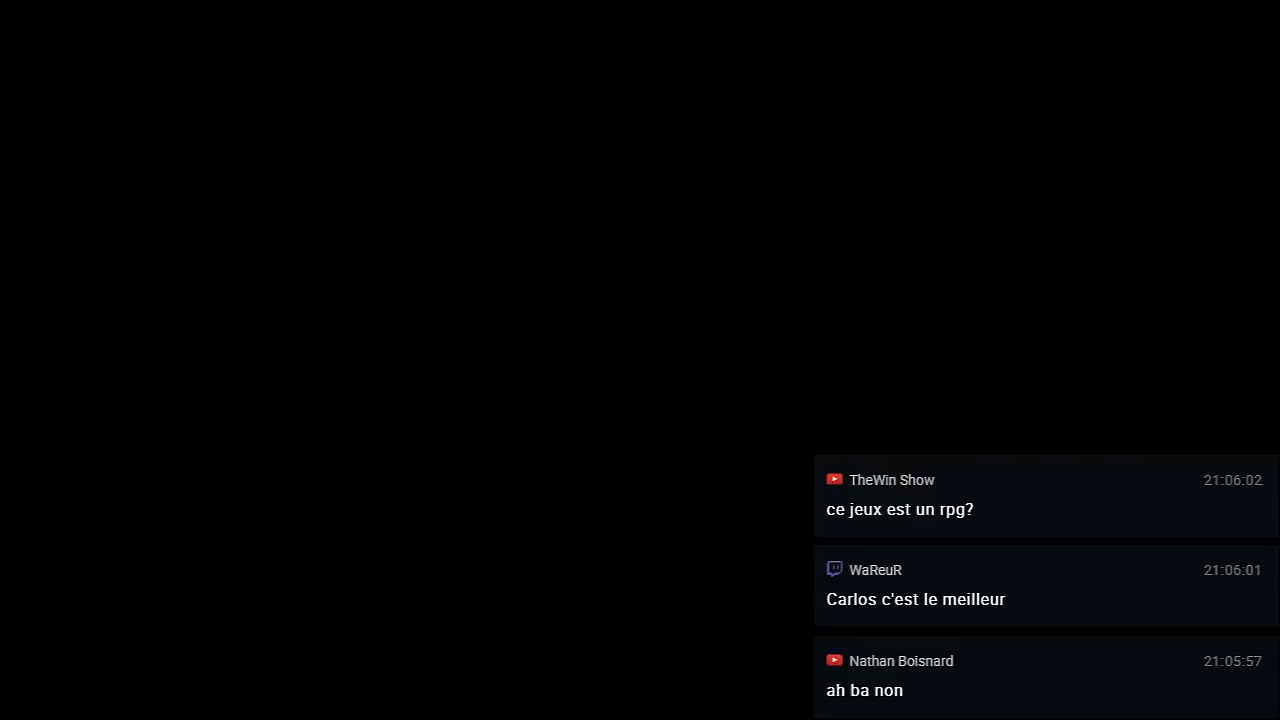 TheWin Show 21:06:02
ce jeux est un rpg?
WaReuR 21:06:01
Carlos c'est le meilleur
Nathan Boisnard 21:05:57
ah ba non